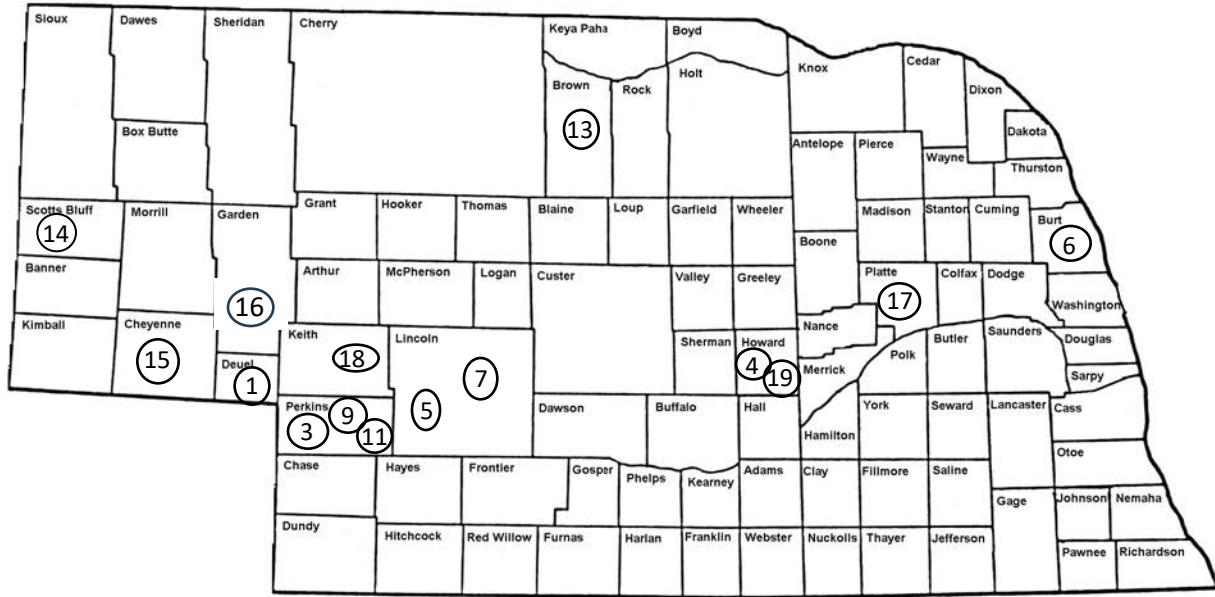 Sioux
Dawes
Sheridan
Cherry
Keya Paha
Boyd
Knox
Cedar
Dixon
Dakota
Box Butte
Brown
13
Rock
Holt
Antelope
Pierce
Wayne
Thurston
Scotts Bluff
14
Morrill
Garden
16
Grant
Hooker
Thomas
Blaine
Loup
Garfield
Wheeler
Boone
Madison
Stanton
Cuming
Burt
6
Banner
Arthur
McPherson
Logan
Custer
Valley
Greeley
Platte
17
Colfax
Dodge
Washington
Kimball
Cheyenne
15
Deuel
1
Keith
18
Lincoln
7
5
Sherman
Howard
4
19
Nance
Merrick
Polk
Butler
Saunders
Douglas
Sarpy
Perkins
3
9
11
Dawson
Buffalo
Hall
Hamilton
York
Seward
Lancaster
Cass
Otoe
Chase
Hayes
Frontier
Gosper
Phelps
Kearney
Adams
Clay
Fillmore
Saline
Gage
Johnson
Nemaha
Dundy
Hitchcock
Red Willow
Furnas
Harlan
Franklin
Webster
Nuckolls
Thayer
Jefferson
Pawnee
Richardson